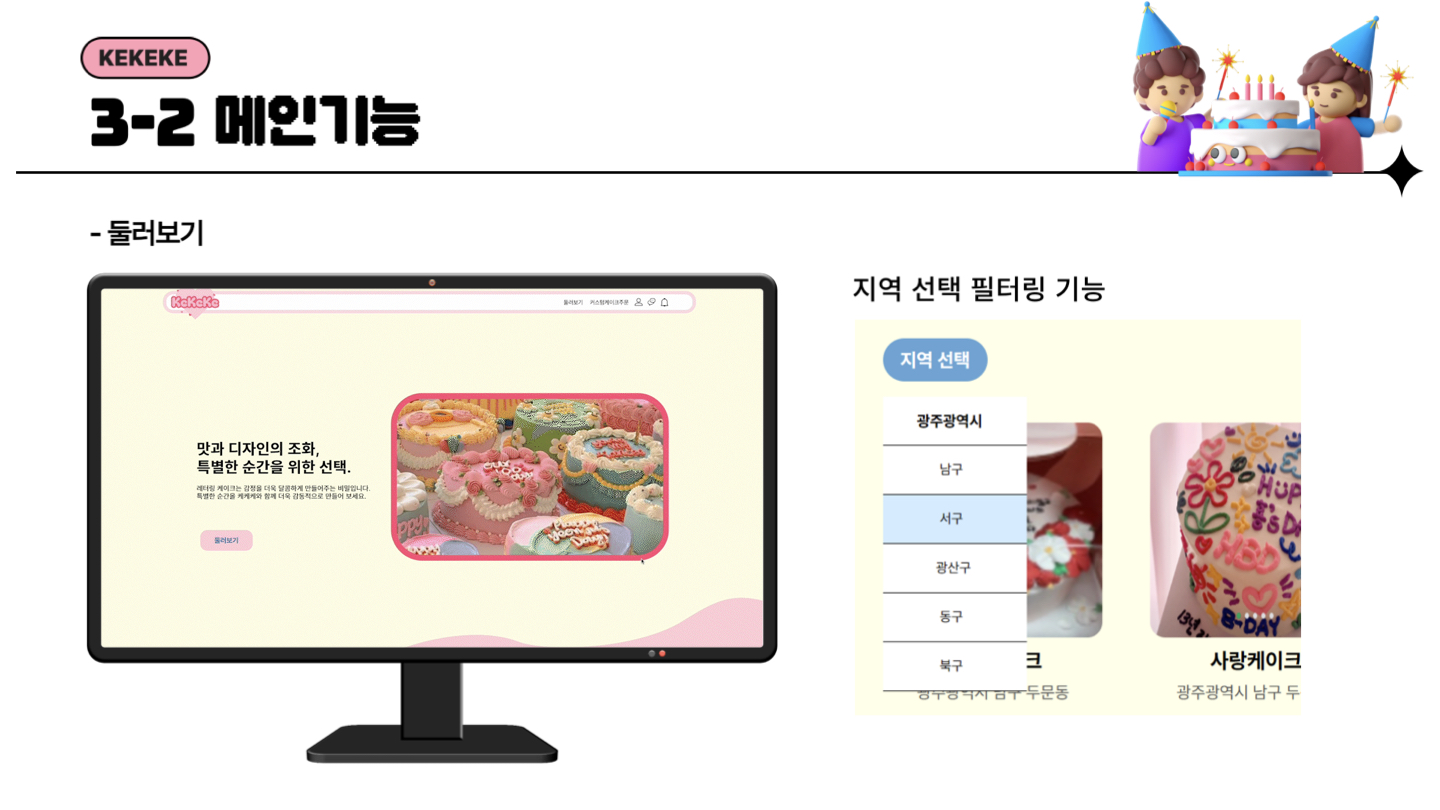 KEKEKE
3-2 메인기능
- 둘러보기
KeKeKe
둘러보기 커스텀케이크주문
맛과 디자인의 조화,
특별한 순간을 위한 선택.
레터링 케이크는 감정을 더욱 달콤하게 만들어주는 비밀입니다.
특별한 순간을 케케케와 함께 더욱 감동적으로 만들어 보세요.
둘러보기
지역 선택 필터링 기능
지역 선택
광주광역시
남구
서구
광산구
동구
북구
HBD
B-DAY
크
사랑케이크
광주광역시 남구 두문동
광주광역시 남구 두